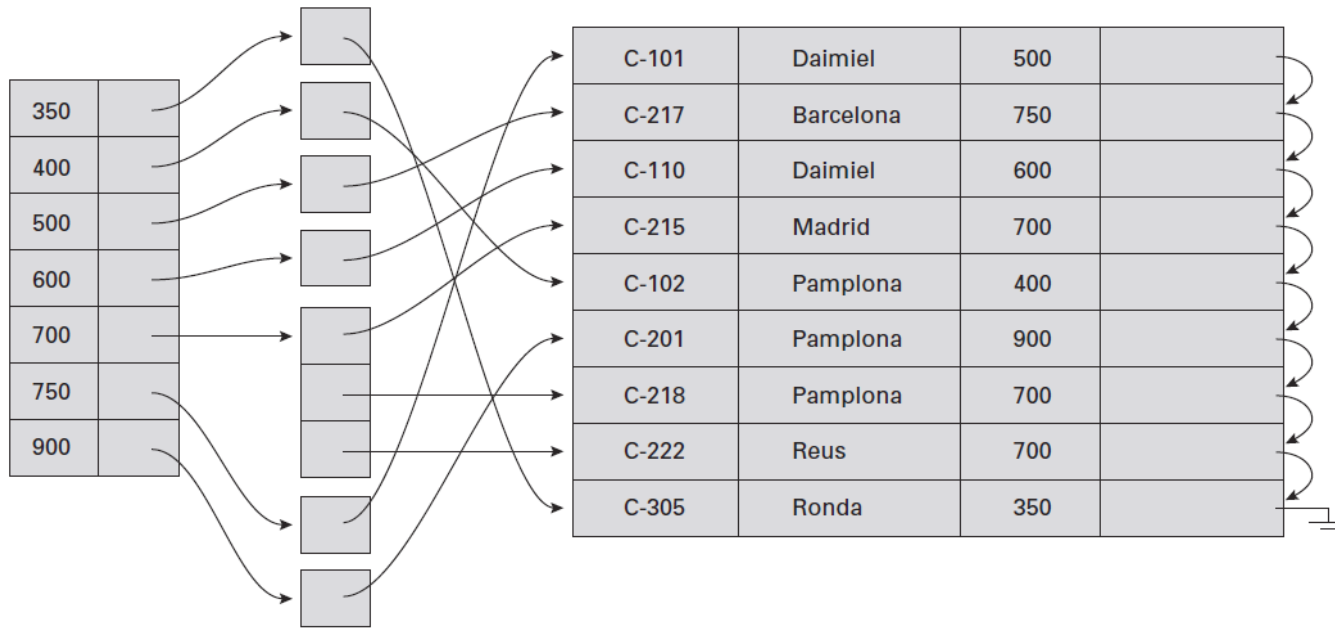 350
400
500
600
700
750
900
C-101 Daimiel 500
C-217 Barcelona 750
C-110 Daimiel 600
C-215 Madrid 700
C-102 Pamplona 400
C-201 Pamplona 900
C-218 Pamplona 700
C-222 Reus 700
C-305 Ronda 350